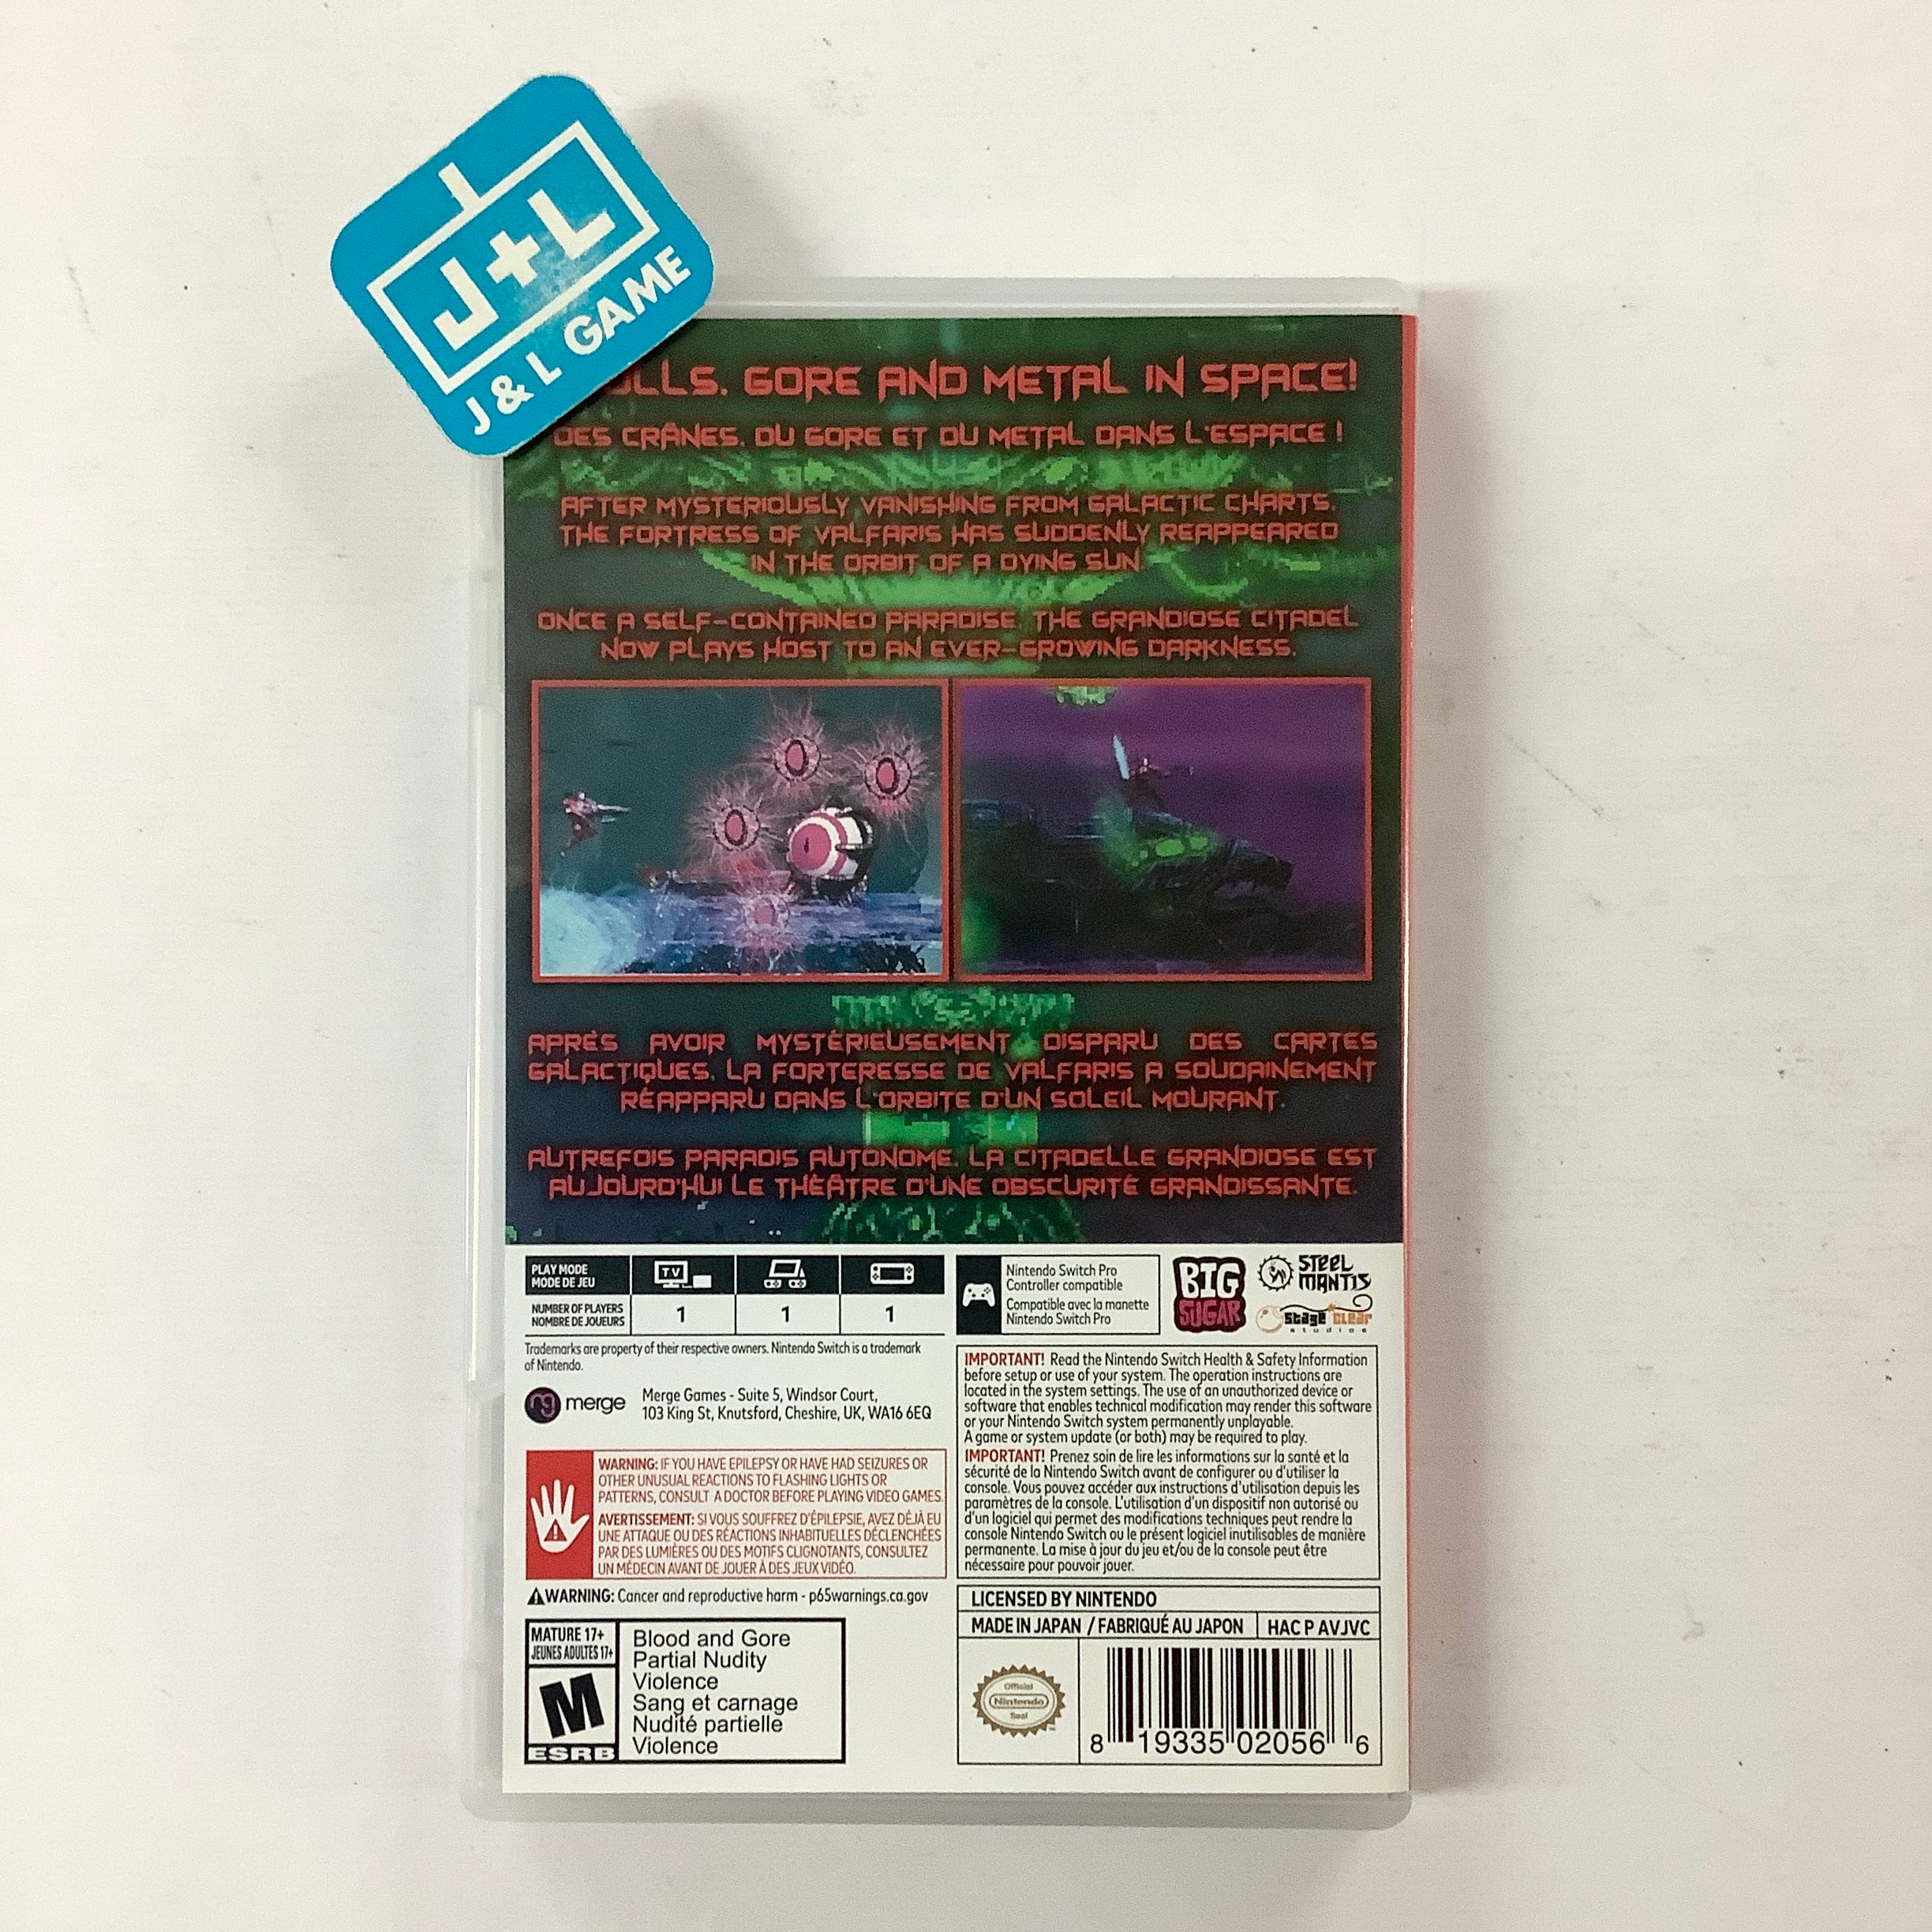 J+L
J & L GAME
GORE AND METAL IN SPACE!
DES CRÂNES, DU GORE ET DU METAL DANS L'ESPACE !
AFTER MYSTERIOUSLY VANISHING FROM GALACTIC CHARTS,
THE FORTRESS OF VALFARIS HAS SUDDENLY REAPPEARED
IN THE ORBIT OF A DYING SUN
ONCE A SELF-CONTAINED PARADISE, THE GRANDIOSE CITADEL
NOW PLAYS HOST TO AN EVER-GROWING DARKNESS.
APRÈS AVOIR MYSTÉRIEUSEMENT DISPARU DES CARTES
GALACTIQUES, LA FORTERESSE DE VALFARIS A SOUDAINEMENT
RÉAPPARU DANS L'ORBITE D'UN SOLEIL MOURANT.
AUTREFOIS PARADIS AUTONOME, LA CITADELLE GRANDIOSE EST
AUJOURD'HUI LE THÉÂTRE D'UNE OBSCURITÉ GRANDISSANTE.
PLAY MODE
MODE DE JEU
TV
NUMBER OF PLAYERS
NOMBRE DE JOUEURS
1 1 1
Nintendo Switch Pro
Controller compatible
Compatible avec la manette
Nintendo Switch Pro
BIG
SUGAR
STEEL
MANTIS
stage clear
studios
Trademarks are property of their respective owners. Nintendo Switch is a trademark
of Nintendo.
mg merge
Merge Games - Suite 5, Windsor Court,
103 King St, Knutsford, Cheshire, UK, WA16 6EQ
WARNING: IF YOU HAVE EPILEPSY OR HAVE HAD SEIZURES OR
OTHER UNUSUAL REACTIONS TO FLASHING LIGHTS OR
PATTERNS, CONSULT A DOCTOR BEFORE PLAYING VIDEO GAMES.
AVERTISSEMENT: SI VOUS SOUFFREZ D'ÉPILEPSIE, AVEZ DÉJÀ EU
UNE ATTAQUE OU DES RÉACTIONS INHABITUELLES DÉCLENCHÉES
PAR DES LUMIÈRES OU DES MOTIFS CLIGNOTANTS, CONSULTEZ
UN MÉDECIN AVANT DE JOUER À DES JEUX VIDÉO.
WARNING: Cancer and reproductive harm - p65warnings.ca.gov
MATURE 17+
JEUNES ADULTES 17+
M
ESRB
Blood and Gore
Partial Nudity
Violence
Sang et carnage
Nudité partielle
Violence
IMPORTANT! Read the Nintendo Switch Health & Safety Information
before setup or use of your system. The operation instructions are
located in the system settings. The use of an unauthorized device or
software that enables technical modification may render this software
or your Nintendo Switch system permanently unplayable.
A game or system update (or both) may be required to play.
IMPORTANT! Prenez soin de lire les informations sur la santé et la
sécurité de la Nintendo Switch avant de configurer ou d'utiliser la
console. Vous pouvez accéder aux instructions d'utilisation depuis les
paramètres de la console. L'utilisation d'un dispositif non autorisé ou
d'un logiciel qui permet des modifications techniques peut rendre la
console Nintendo Switch ou le présent logiciel inutilisables de manière
permanente. La mise à jour du jeu et/ou de la console peut être
nécessaire pour pouvoir jouer.
LICENSED BY NINTENDO
MADE IN JAPAN / FABRIQUÉ AU JAPON
HAC P AVJVC
Official
Nintendo
Seal
8 19335 02056 6